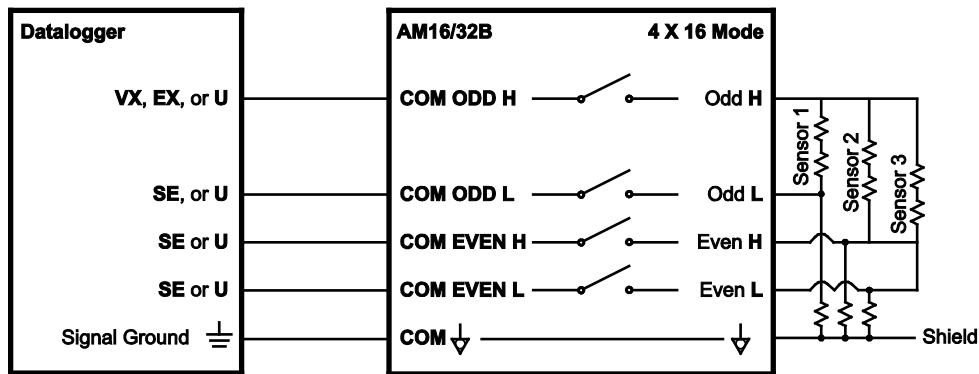 Datalogger
AM16/32B
4 X 16 Mode
VX, EX, or U
COM ODD H
Odd H
Sensor 1
Sensor 2
Sensor 3
SE, or U
COM ODD L
Odd L
SE or U
COM EVEN H
Even H
SE or U
COM EVEN L
Even L
Signal Ground
COM
Shield